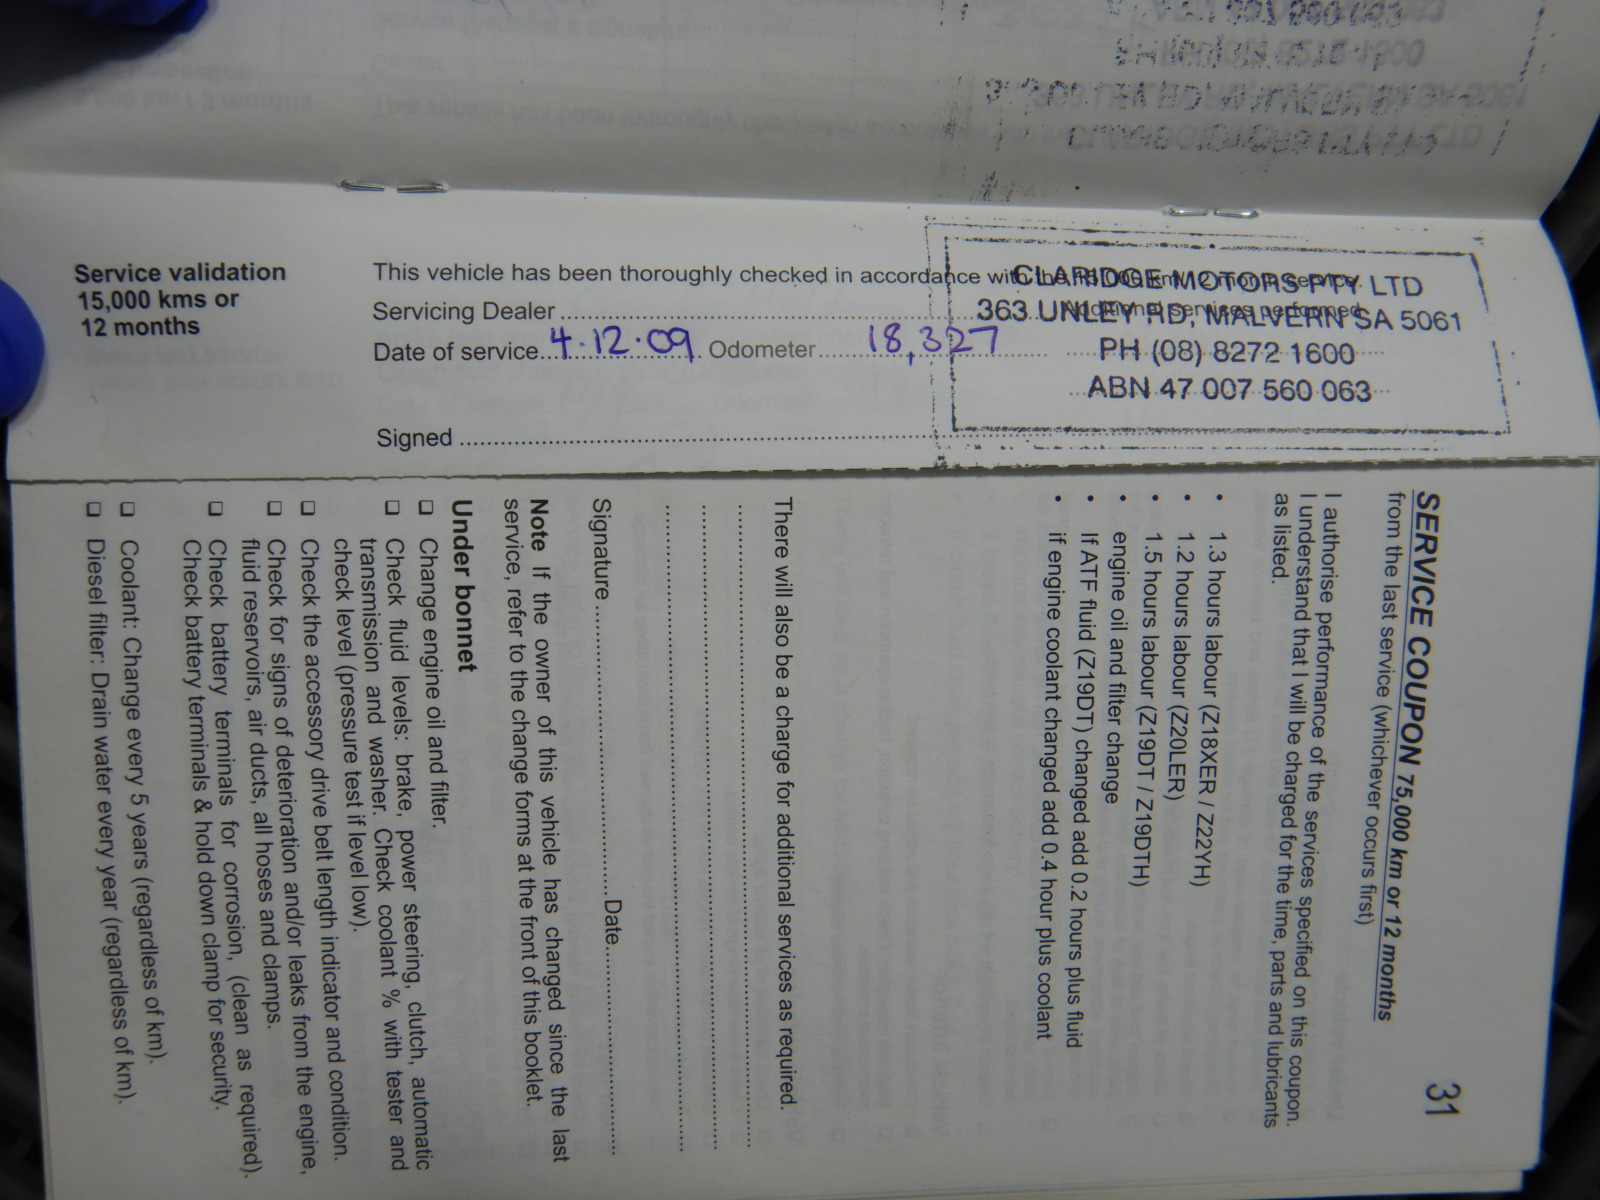 Service validation
15,000 kms or
12 months
This vehicle has been thoroughly checked in accordance with the 15,000 km/12 month service.
Servicing Dealer
Additional services performed
Date of service 4.12.09 Odometer 18,327
Signed
CLARIDGE MOTORS PTY LTD
363 UNLEY RD, MALVERN SA 5061
PH (08) 8272 1600
ABN 47 007 560 063
31
SERVICE COUPON 75,000 km or 12 months
from the last service (whichever occurs first)
I authorise performance of the services specified on this coupon.
I understand that I will be charged for the time, parts and lubricants
as listed.
• 1.3 hours labour (Z18XER / Z22YH)
• 1.2 hours labour (Z20LER)
• 1.5 hours labour (Z19DT / Z19DTH)
• engine oil and filter change
• If ATF fluid (Z19DT) changed add 0.2 hours plus fluid
• if engine coolant changed add 0.4 hour plus coolant
There will also be a charge for additional services as required.
Signature Date
Note If the owner of this vehicle has changed since the last
service, refer to the change forms at the front of this booklet.
Under bonnet
❑ Change engine oil and filter.
❑ Check fluid levels: brake, power steering, clutch, automatic
transmission and washer. Check coolant % with tester and
check level (pressure test if level low).
❑ Check the accessory drive belt length indicator and condition.
❑ Check for signs of deterioration and/or leaks from the engine,
fluid reservoirs, air ducts, all hoses and clamps.
❑ Check battery terminals for corrosion, (clean as required).
Check battery terminals & hold down clamp for security.
❑ Coolant: Change every 5 years (regardless of km).
❑ Diesel filter: Drain water every year (regardless of km).